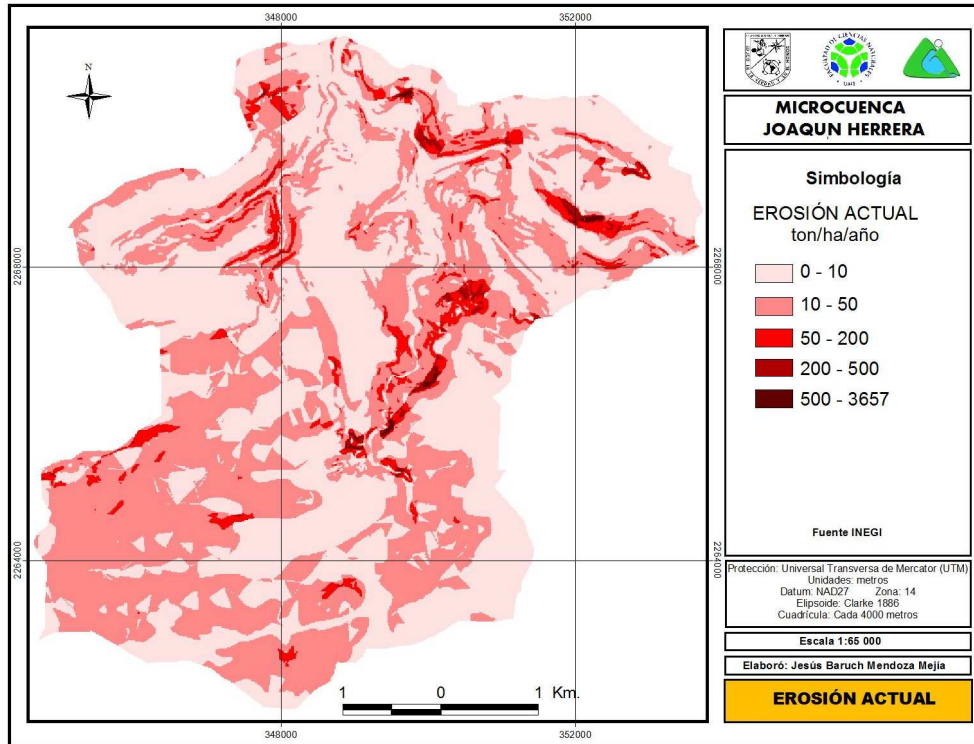 348000
352000
N
2268000
2268000
2264000
2264000
1 0 1 Km.
348000
352000
MICROCUENCA
JOAQUN HERRERA
Simbología
EROSIÓN ACTUAL
ton/ha/año
0 - 10
10 - 50
50 - 200
200 - 500
500 - 3657
Fuente INEGI
Protección: Universal Transversa de Mercator (UTM)
Unidades: metros
Datum: NAD27 Zona: 14
Elipsoide: Clarke 1886
Cuadrícula: Cada 4000 metros
Escala 1:65 000
Elaboró: Jesús Baruch Mendoza Mejía
EROSIÓN ACTUAL